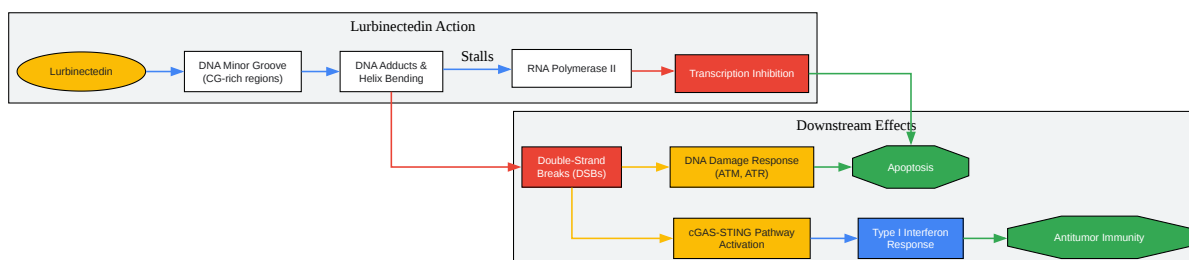 Lurbinectedin Action
Lurbinectedin
DNA Minor Groove
(CG-rich regions)
DNA Adducts &
Helix Bending
Stalls
RNA Polymerase II
Transcription Inhibition
Downstream Effects
Double-Strand
Breaks (DSBs)
DNA Damage Response
(ATM, ATR)
Apoptosis
cGAS-STING Pathway
Activation
Type I Interferon
Response
Antitumor Immunity